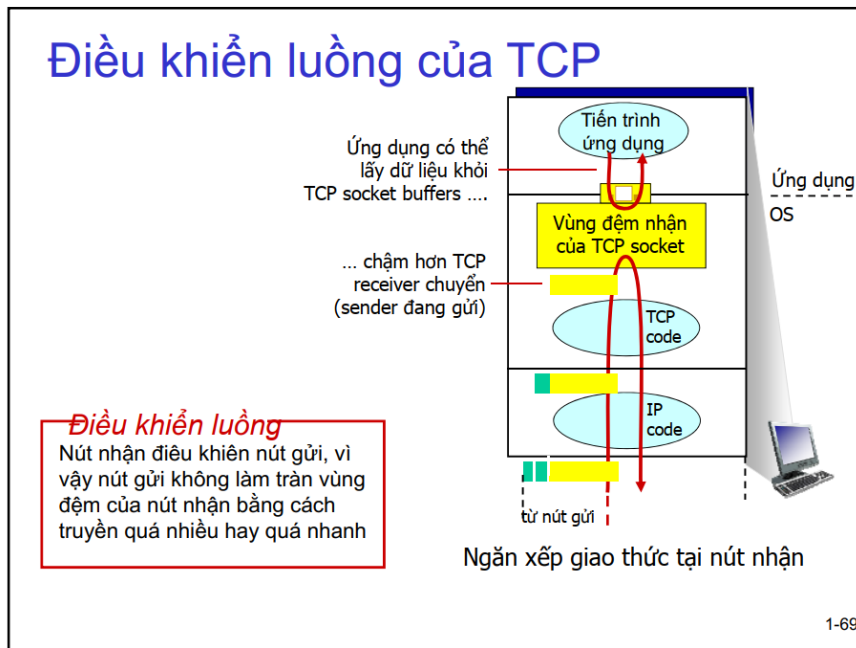 Điều khiển luồng của TCP
Tiến trình
ứng dụng
Ứng dụng có thể
lấy dữ liệu khỏi
TCP socket buffers ….
Ứng dụng
OS
Vùng đệm nhận
của TCP socket
… chậm hơn TCP
receiver chuyển
(sender đang gửi)
TCP
code
IP
code
Điều khiển luồng
Nút nhận điêu khiên nút gửi, vì
vậy nút gửi không làm tràn vùng
đệm của nút nhận bằng cách
truyền quá nhiều hay quá nhanh
từ nút gửi
Ngăn xếp giao thức tại nút nhận
1-69